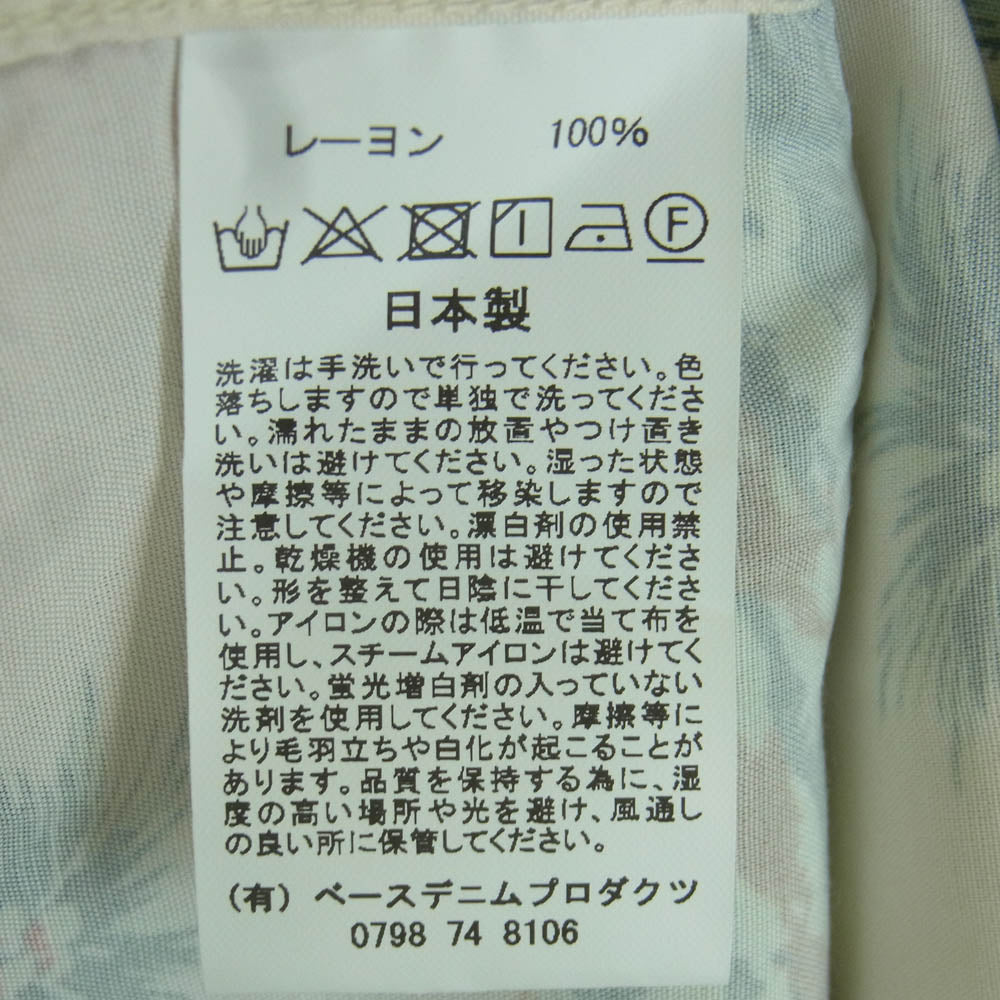 レーヨン 100%
F
日本製
洗濯は手洗いで行ってください。色
落ちしますので単独で洗ってくださ
い。濡れたままの放置やつけ置き
洗いは避けてください。湿った状態
や摩擦等によって移染しますので
注意してください。漂白剤の使用禁
止。乾燥機の使用は避けてくださ
い。形を整えて日陰に干してくださ
い。アイロンの際は低温で当て布を
使用し、スチームアイロンは避けてく
ださい。蛍光増白剤の入っていない
洗剤を使用してください。摩擦等に
より毛羽立ちや白化が起こることが
あります。品質を保持する為に、湿
度の高い場所や光を避け、風通し
の良い所に保管してください。
(有) ベースデニムプロダクツ
0798 74 8106